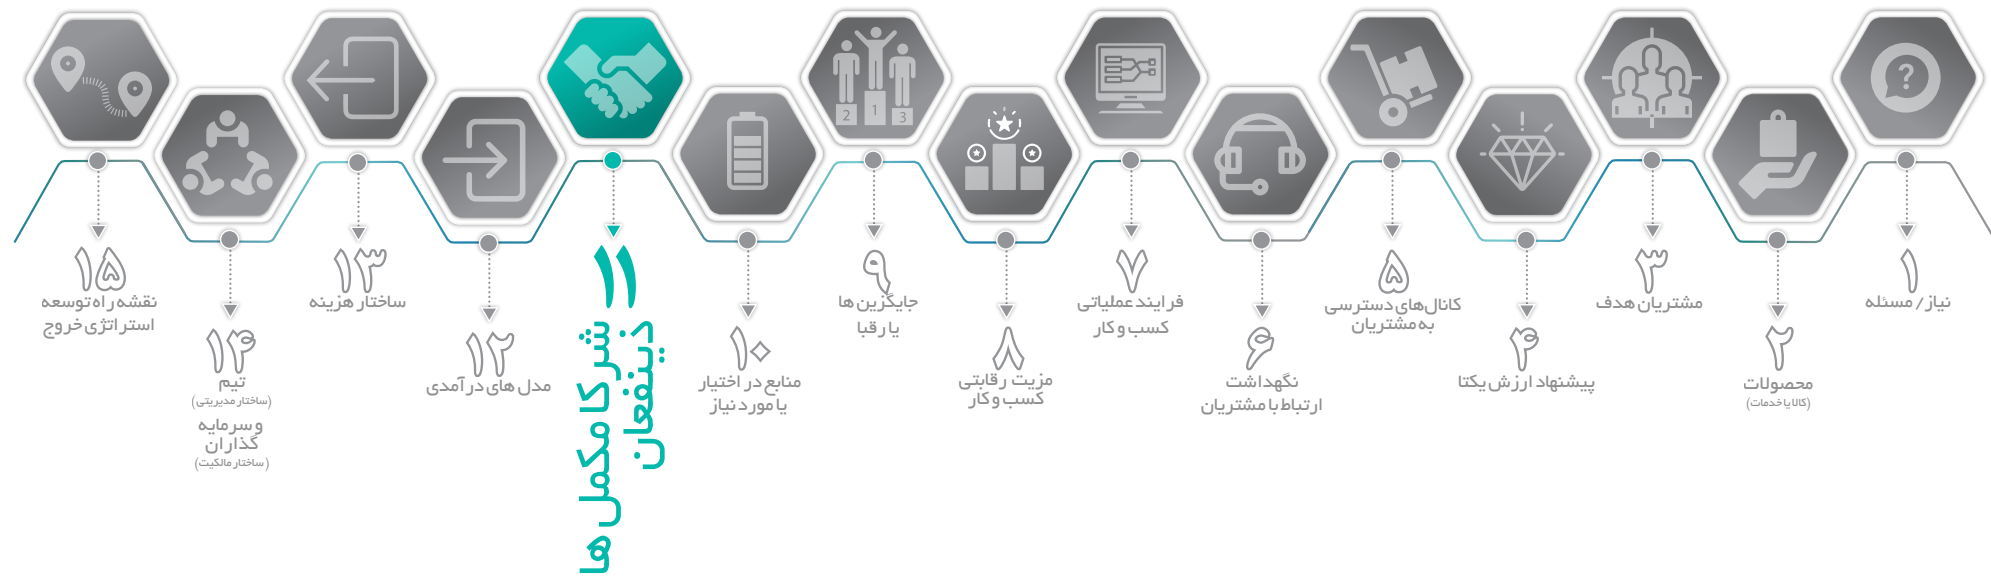 ۱
نیاز/ مسئله
۲
محصولات
(کالا یا خدمات)
۳
مشتریان هدف
۴
پیشنهاد ارزش یکتا
۵
کانال‌های دسترسی
به مشتریان
۶
نگهداشت
ارتباط با مشتریان
۷
فرایند عملیاتی
کسب و کار
۸
مزیت رقابتی
کسب و کار
۹
جایگزین ها
یا رقبا
2
1
3
۱۰
منابع در اختیار
یا مورد نیاز
۱۱
ذینفعان
شرکا مکمل ها
۱۲
مدل های درآمدی
۱۳
ساختار هزینه
۱۴
تیم
(ساختار مدیریتی)
و سرمایه
گذاران
(ساختار مالکیت)
۱۵
نقشه راه توسعه
استراتژی خروج